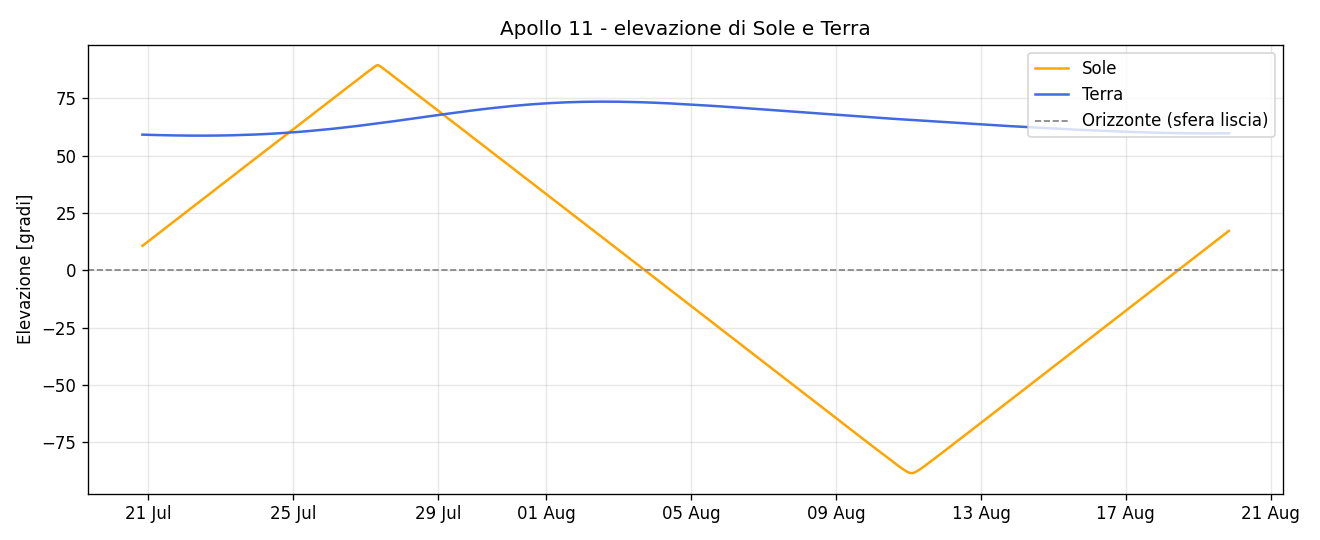 Apollo 11 - elevazione di Sole e Terra
Sole
Terra
Orizzonte (sfera liscia)
Elevazione [gradi]
75
50
25
0
−25
−50
−75
21 Jul
25 Jul
29 Jul
01 Aug
05 Aug
09 Aug
13 Aug
17 Aug
21 Aug